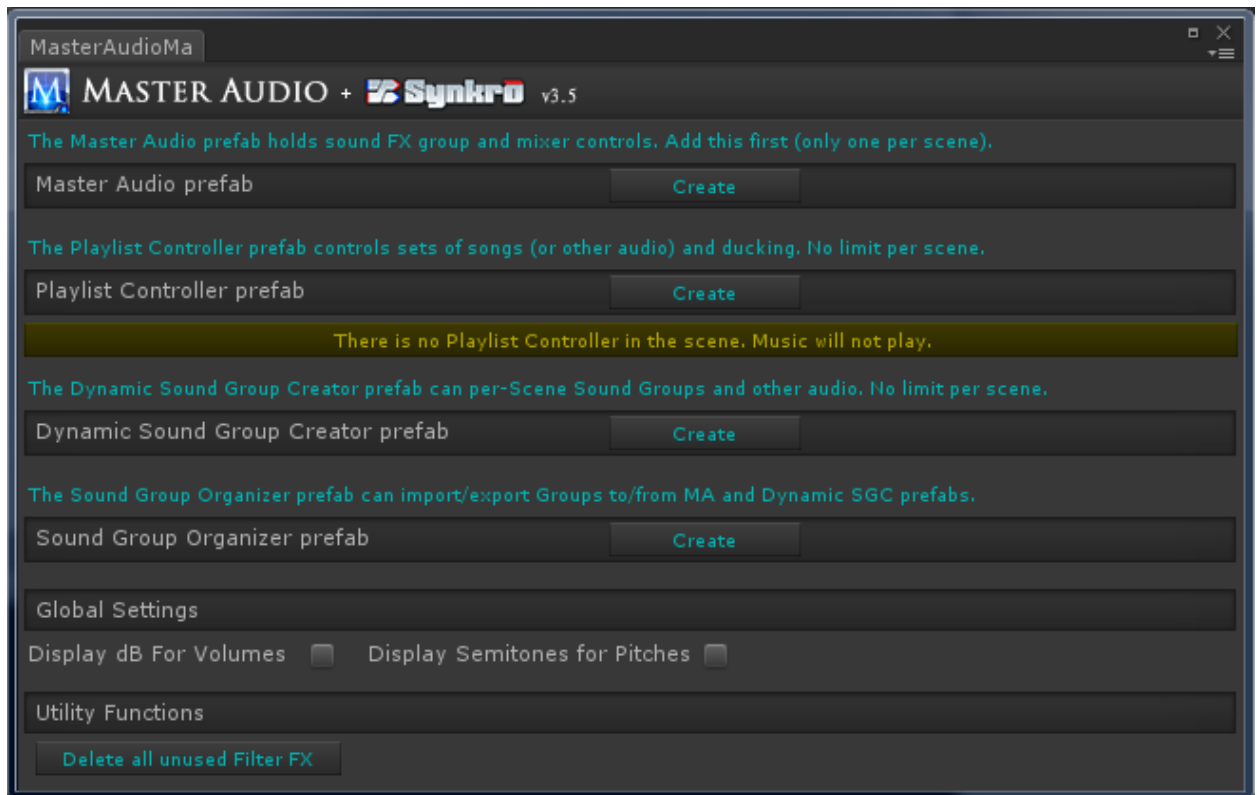 MasterAudioMa
M MASTER AUDIO + Synkro v3.5
The Master Audio prefab holds sound FX group and mixer controls. Add this first (only one per scene).
Master Audio prefab Create
The Playlist Controller prefab controls sets of songs (or other audio) and ducking. No limit per scene.
Playlist Controller prefab Create
There is no Playlist Controller in the scene. Music will not play.
The Dynamic Sound Group Creator prefab can per-Scene Sound Groups and other audio. No limit per scene.
Dynamic Sound Group Creator prefab Create
The Sound Group Organizer prefab can import/export Groups to/from MA and Dynamic SGC prefabs.
Sound Group Organizer prefab Create
Global Settings
Display dB For Volumes Display Semitones for Pitches
Utility Functions
Delete all unused Filter FX